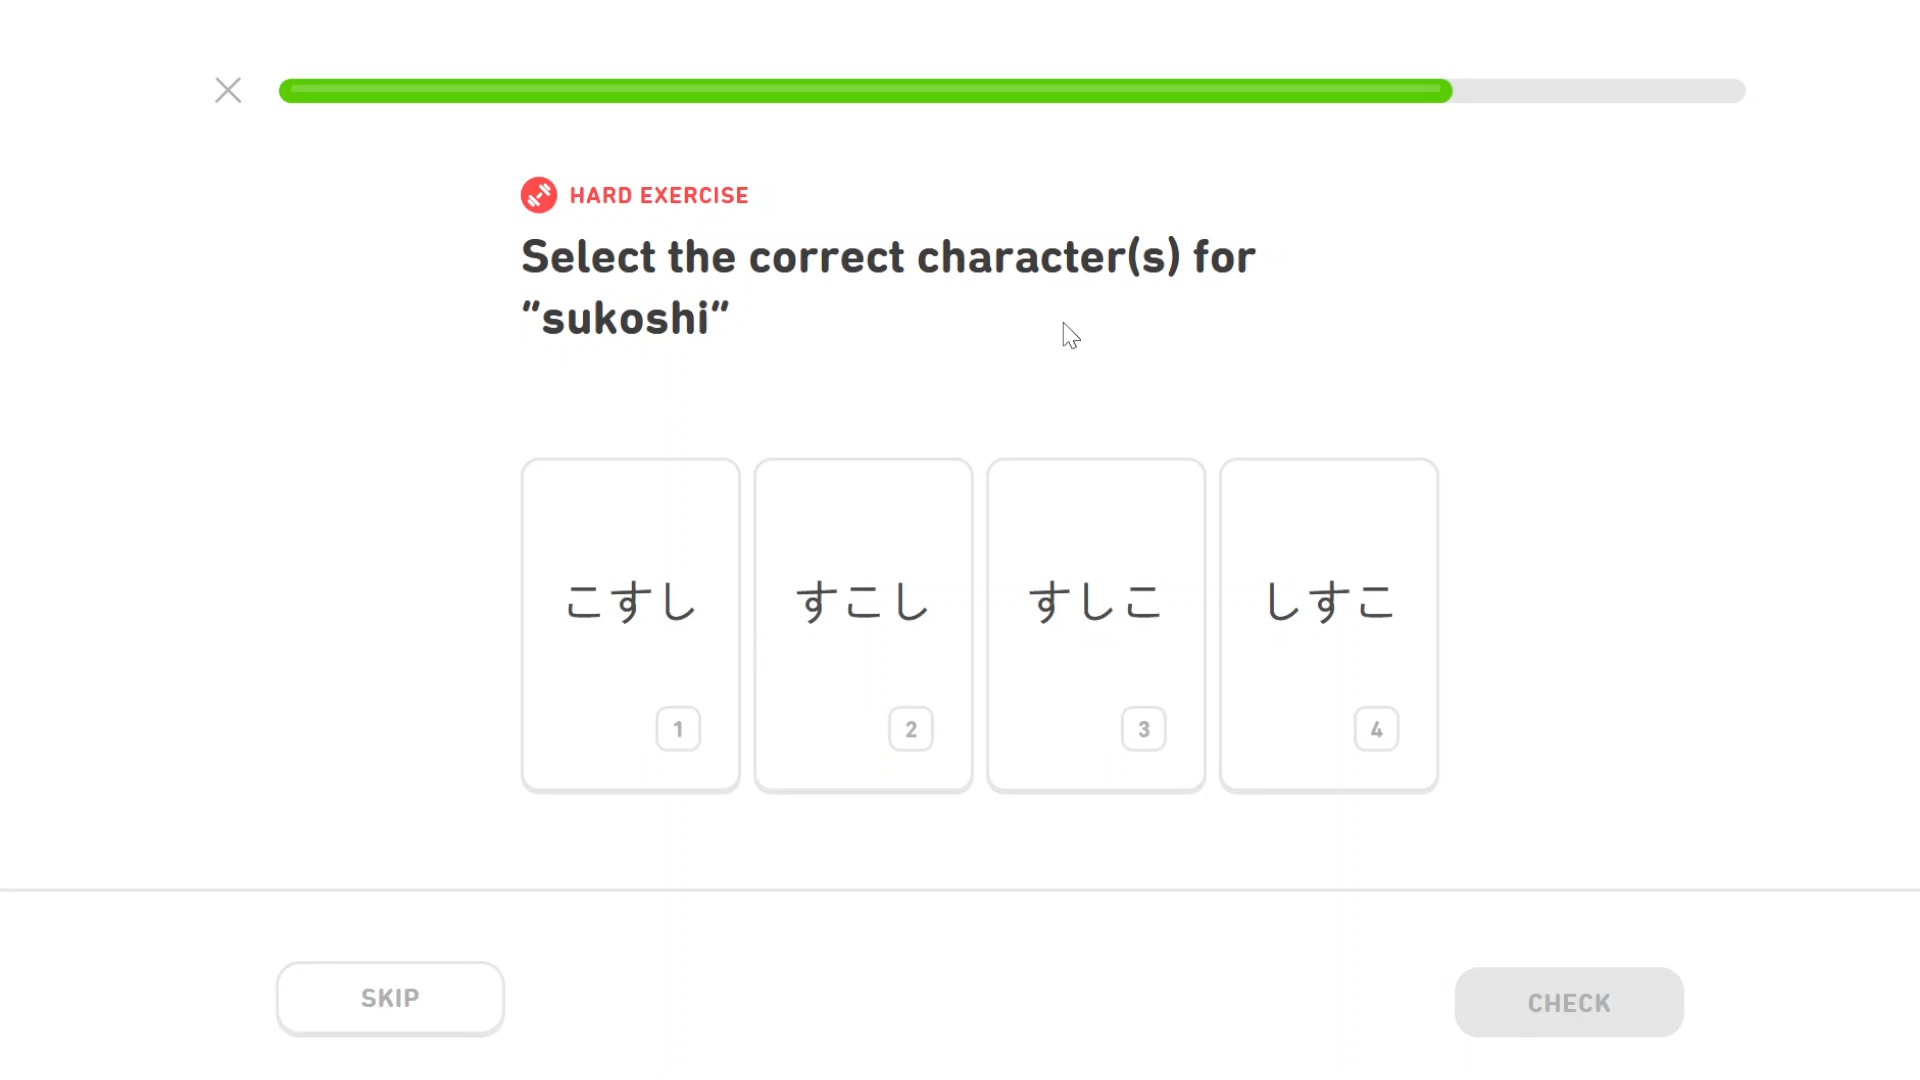 HARD EXERCISE
Select the correct character(s) for
"sukoshi"
こすし
すこし
すしこ
しすこ
1
2
3
4
SKIP
CHECK